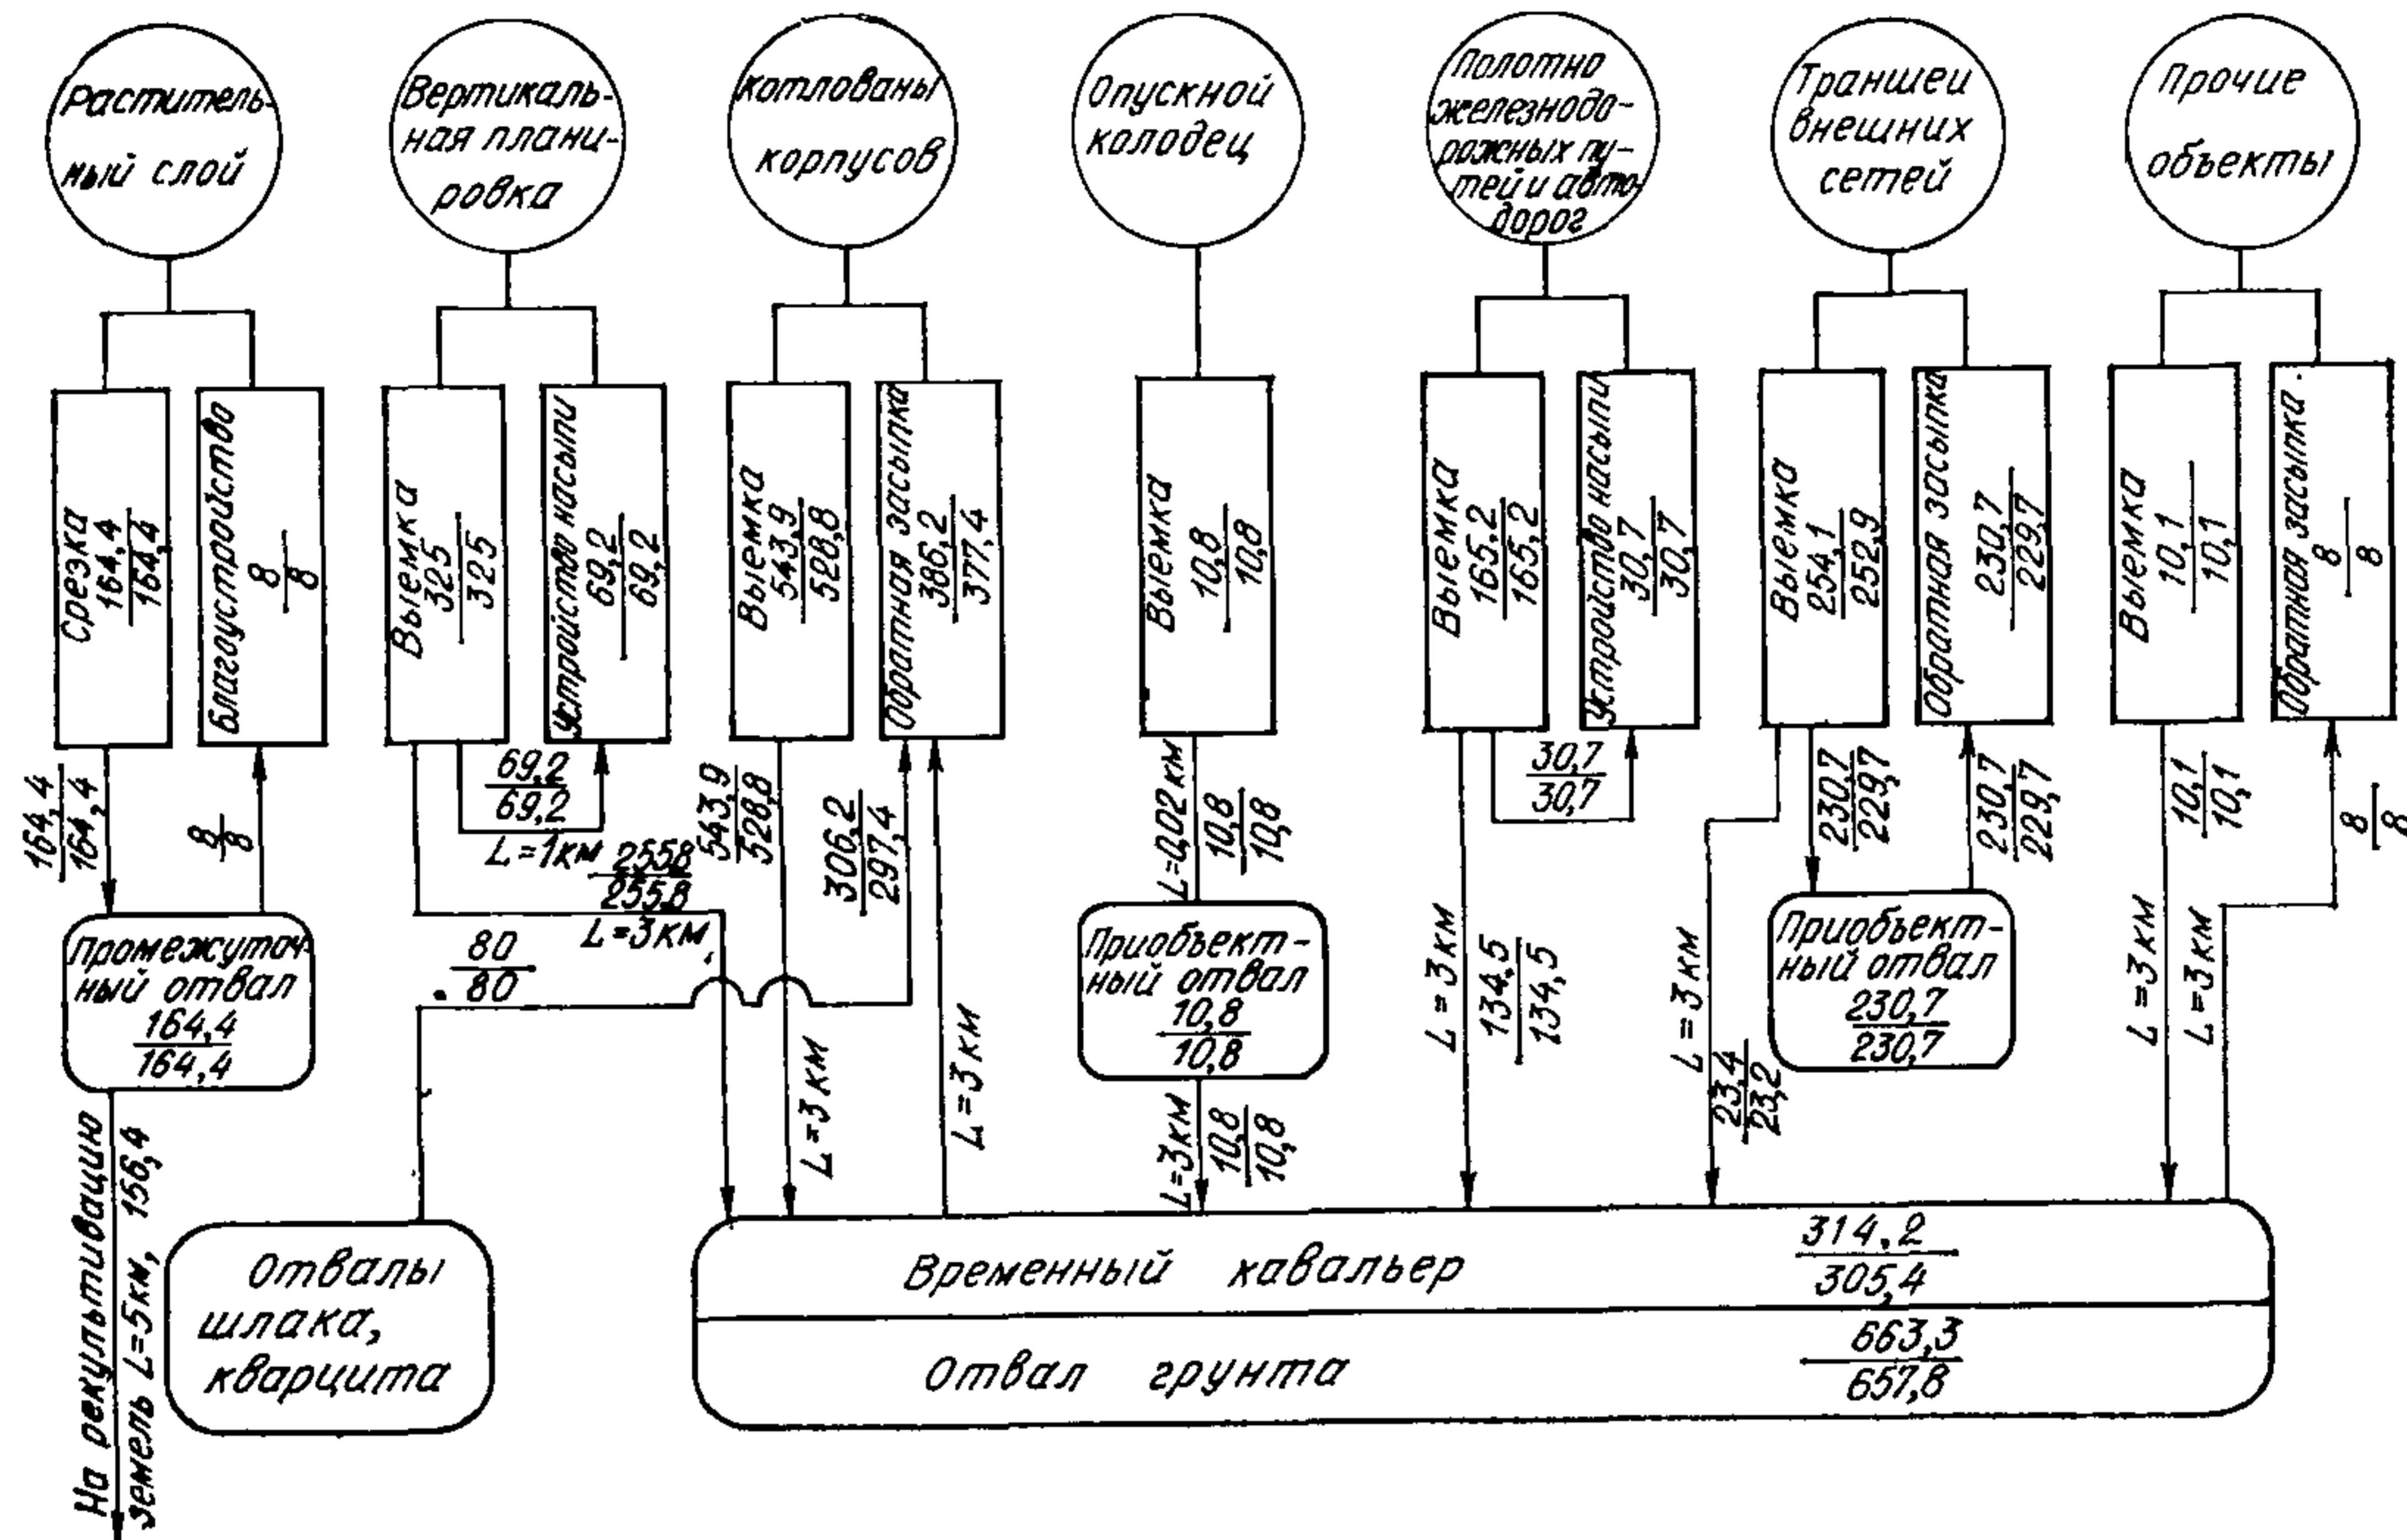 Раститель-
ный слой
Вертикаль-
ная плани-
ровка
Котлованы
корпусов
Опускной
колодец
Полотно
железнодо-
рожных пу-
тей и авто-
дорог
Траншеи
внешних
сетей
Прочие
объекты
Срезка
164,4
164,4
Благоустройство
8
8
Выемка
325
325
Устройство насыпи
69,2
69,2
Выемка
543,9
528,8
Обратная засыпка
386,2
377,4
Выемка
10,8
10,8
Выемка
165,2
165,2
Устройство насыпи
30,7
30,7
Выемка
254,1
252,9
Обратная засыпка
230,7
229,7
Выемка
10,1
10,1
Обратная засыпка
8
8
164,4
164,4
8
8
69,2
69,2
L=1км
255,8
255,8
L=3км
543,9
528,8
306,2
297,4
L=0,02 км
10,8
10,8
30,7
30,7
230,7
229,7
230,7
229,7
10,1
10,1
8
8
Промежуточ-
ный отвал
164,4
164,4
80
80
L=3 км
L=3 км
Приобъект-
ный отвал
10,8
10,8
L=3км
10,8
10,8
L=3км
134,5
134,5
L=3км
23,4
23,2
Приобъект-
ный отвал
230,7
230,7
L=3км
L=3км
На рекультивацию
земель L=5км, 156,4
Отвалы
шлака,
кварцита
Временный кавальер
314,2
305,4
Отвал грунта
663,3
657,8